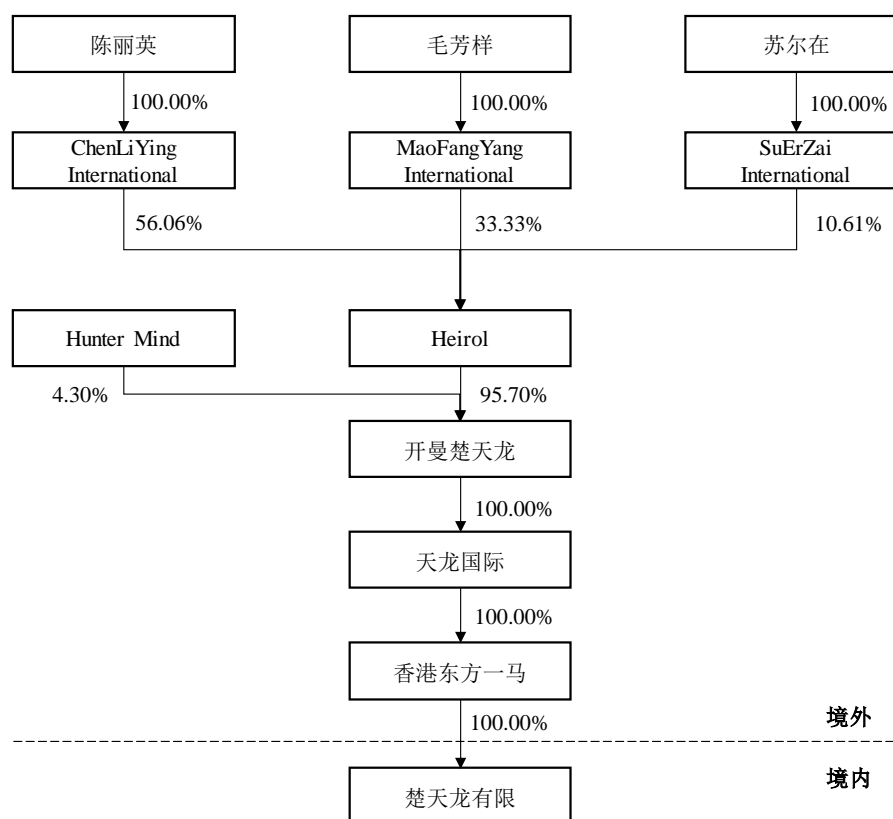 陈丽英
毛芳样
苏尔在
100.00%
100.00%
100.00%
ChenLiYing
International
MaoFangYang
International
SuErZai
International
56.06%
33.33%
10.61%
Hunter Mind
Heirol
4.30%
95.70%
开曼楚天龙
100.00%
天龙国际
100.00%
香港东方一马
100.00%
境外
境内
楚天龙有限